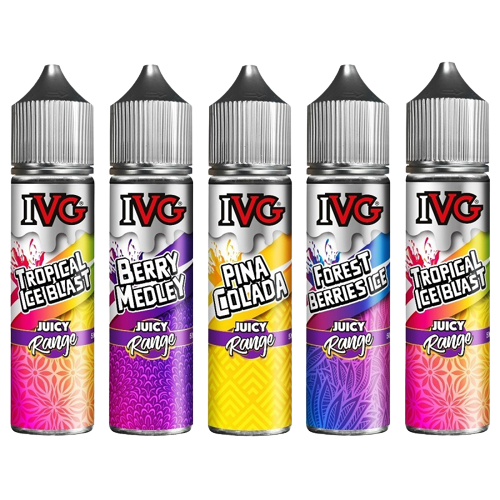 IVG
TROPICAL
ICE BLAST
JUICY
Range
IVG
BERRY
MEDLEY
JUICY
Range
IVG
PINA
COLADA
JUICY
Range
IVG
FOREST
BERRIES ICE
JUICY
Range
IVG
TROPICAL
ICE BLAST
JUICY
Range